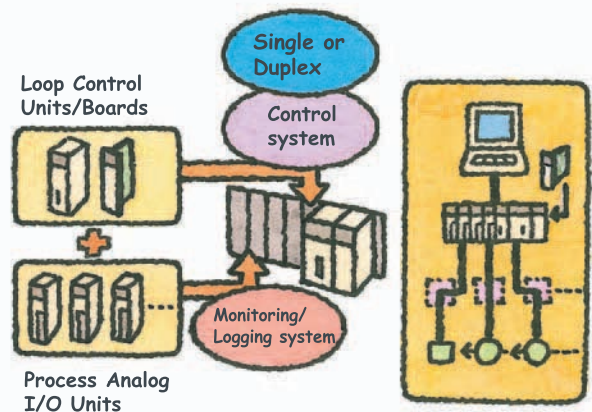 Single or
Duplex
Loop Control
Units/Boards
Control
system
Monitoring/
Logging system
Process Analog
I/O Units